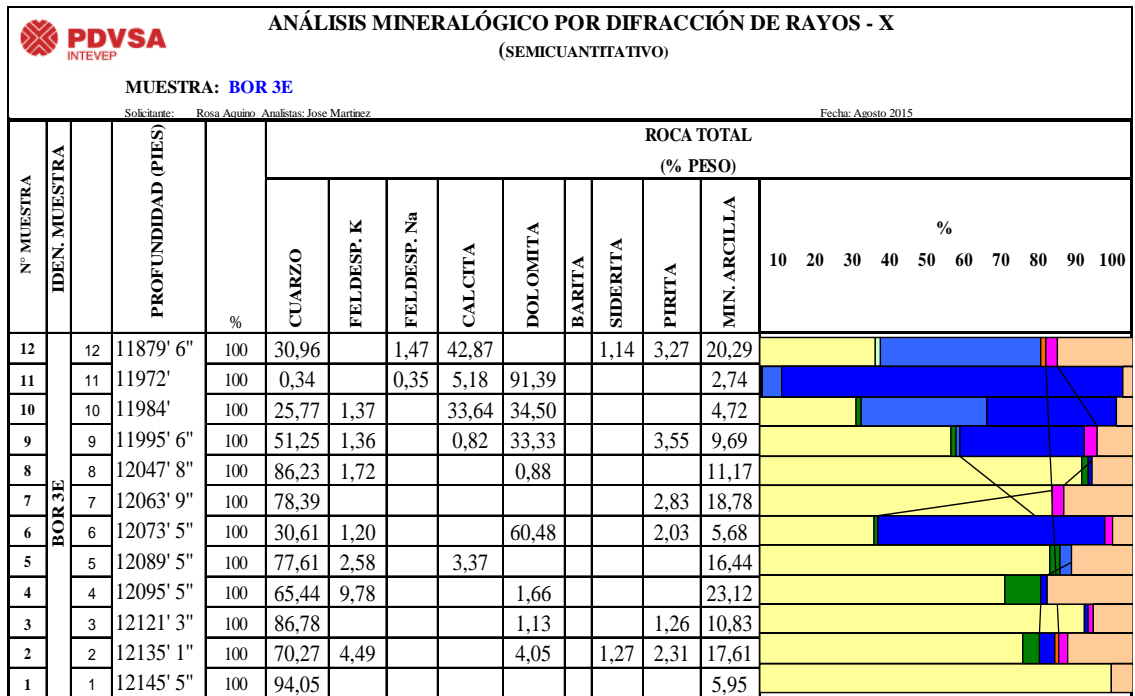 ANÁLISIS MINERALÓGICO POR DIFRACCIÓN DE RAYOS - X
PDVSA
INTEVEP
(SEMICUANTITATIVO)
MUESTRA: BOR 3E
Solicitante: Rosa Aquino Analistas: Jose Martinez Fecha: Agosto 2015
ROCA TOTAL
(% PESO)
N° MUESTRA IDEN. MUESTRA PROFUNDIDAD (PIES) % CUARZO FELDESP. K FELDESP. Na CALCITA DOLOMITA BARITA SIDERITA PIRITA MIN. ARCILLA %
10 20 30 40 50 60 70 80 90 100
BOR 3E
12 12 11879' 6" 100 30,96 1,47 42,87 1,14 3,27 20,29
11 11 11972' 100 0,34 0,35 5,18 91,39 2,74
10 10 11984' 100 25,77 1,37 33,64 34,50 4,72
9 9 11995' 6" 100 51,25 1,36 0,82 33,33 3,55 9,69
8 8 12047' 8" 100 86,23 1,72 0,88 11,17
7 7 12063' 9" 100 78,39 2,83 18,78
6 6 12073' 5" 100 30,61 1,20 60,48 2,03 5,68
5 5 12089' 5" 100 77,61 2,58 3,37 16,44
4 4 12095' 5" 100 65,44 9,78 1,66 23,12
3 3 12121' 3" 100 86,78 1,13 1,26 10,83
2 2 12135' 1" 100 70,27 4,49 4,05 1,27 2,31 17,61
1 1 12145' 5" 100 94,05 5,95